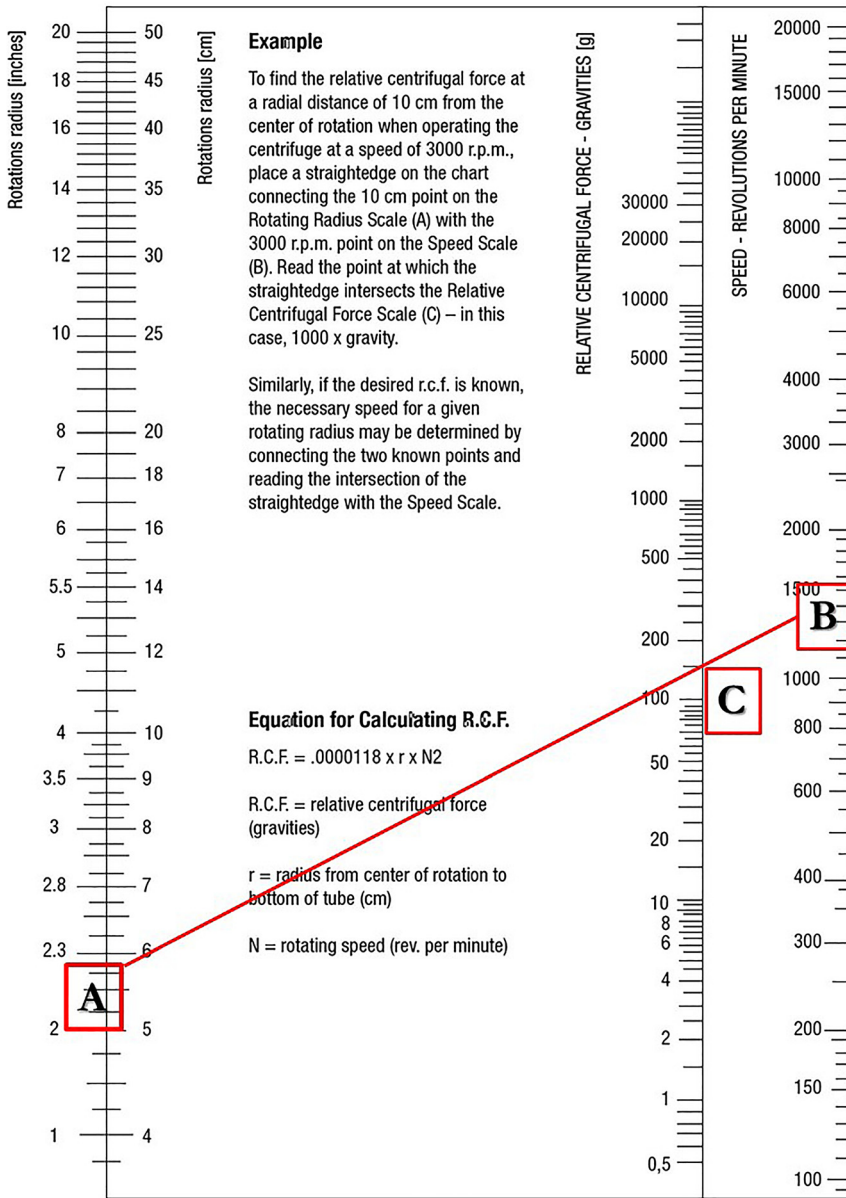 Rotations radius [inches]
20
18
16
14
12
10
8
7
6
5.5
5
4
3.5
3
2.8
2.3
2
1
50
45
40
35
30
25
20
18
16
14
12
10
9
8
7
6
5
4
Rotations radius [cm]
Example
To find the relative centrifugal force at
a radial distance of 10 cm from the
center of rotation when operating the
centrifuge at a speed of 3000 r.p.m.,
place a straightedge on the chart
connecting the 10 cm point on the
Rotating Radius Scale (A) with the
3000 r.p.m. point on the Speed Scale
(B). Read the point at which the
straightedge intersects the Relative
Centrifugal Force Scale (C) – in this
case, 1000 x gravity.
Similarly, if the desired r.c.f. is known,
the necessary speed for a given
rotating radius may be determined by
connecting the two known points and
reading the intersection of the
straightedge with the Speed Scale.
Equation for Calculating R.C.F.
R.C.F. = .0000118 x r x N2
R.C.F. = relative centrifugal force
(gravities)
r = radius from center of rotation to
bottom of tube (cm)
N = rotating speed (rev. per minute)
RELATIVE CENTRIFUGAL FORCE - GRAVITIES [g]
30000
20000
10000
5000
2000
1000
500
200
100
50
20
10
8
6
4
2
1
0,5
SPEED - REVOLUTIONS PER MINUTE
20000
15000
10000
8000
6000
4000
3000
2000
1500
1000
800
600
400
300
200
150
100
A
B
C